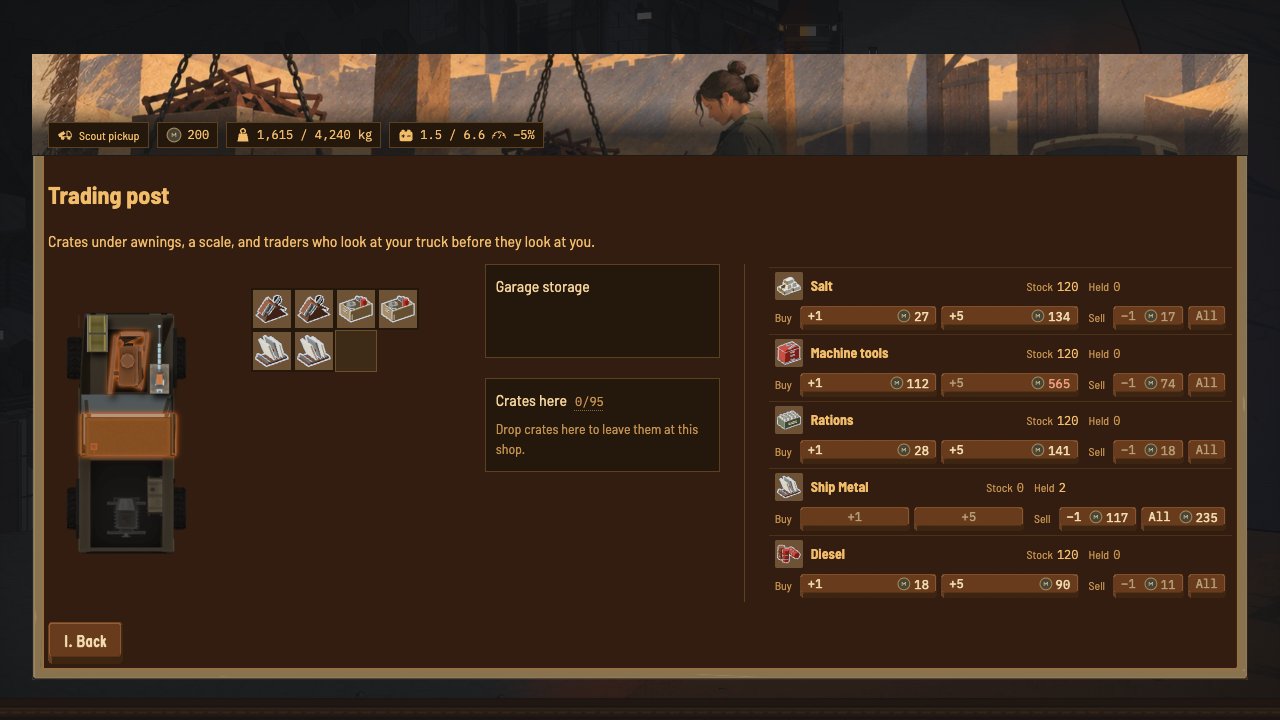 Scout pickup
200
1,615 / 4,240 kg
1.5 / 6.6 −5%
Trading post
Crates under awnings, a scale, and traders who look at your truck before they look at you.
Garage storage
Crates here 0/95
Drop crates here to leave them at this
shop.
Salt Stock 120 Held 0
Buy +1 M 27 +5 M 134 Sell −1 M 17 All
Machine tools Stock 120 Held 0
Buy +1 M 112 +5 M 565 Sell −1 M 74 All
Rations Stock 120 Held 0
Buy +1 M 28 +5 M 141 Sell −1 M 18 All
Ship Metal Stock 0 Held 2
Buy +1 +5 Sell −1 M 117 All M 235
Diesel Stock 120 Held 0
Buy +1 M 18 +5 M 90 Sell −1 M 11 All
1. Back